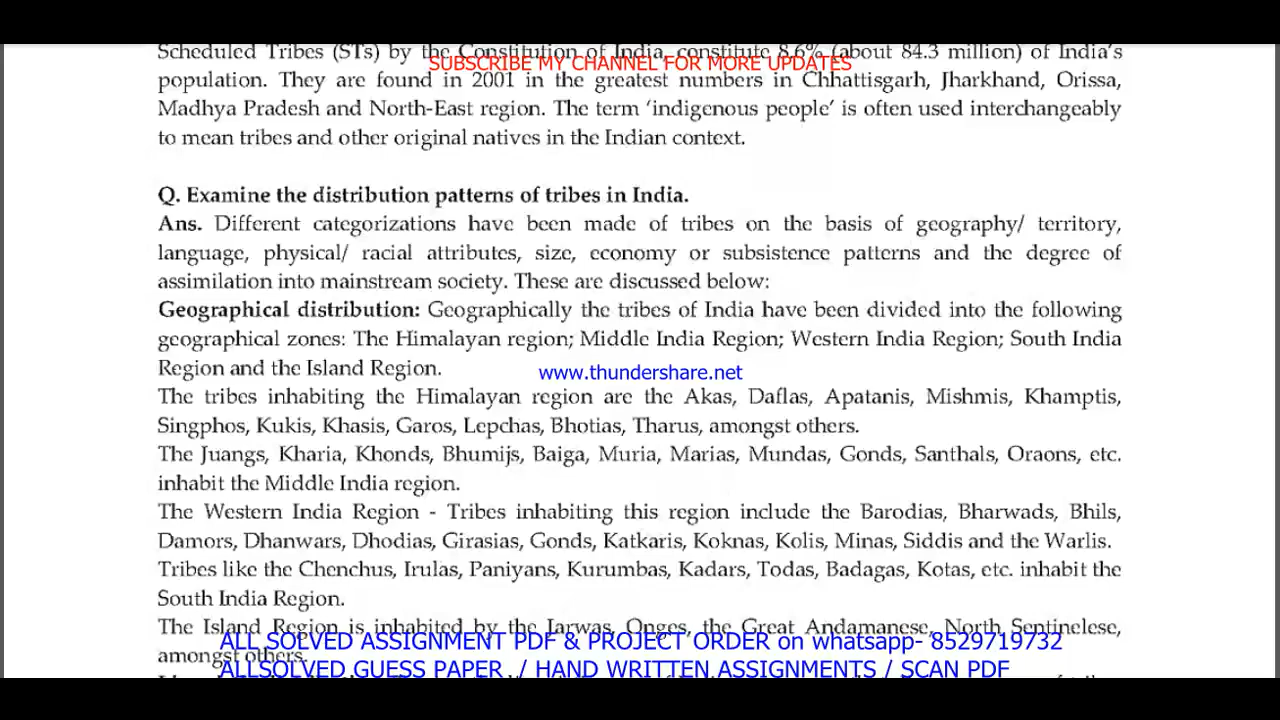 Scheduled Tribes (STs) by the Constitution of India, constitute 8.6% (about 84.3 million) of India's
SUBSCRIBE MY CHANNEL FOR MORE UPDATES
population. They are found in 2001 in the greatest numbers in Chhattisgarh, Jharkhand, Orissa,
Madhya Pradesh and North-East region. The term 'indigenous people' is often used interchangeably
to mean tribes and other original natives in the Indian context.
Q. Examine the distribution patterns of tribes in India.
Ans. Different categorizations have been made of tribes on the basis of geography/ territory,
language, physical/ racial attributes, size, economy or subsistence patterns and the degree of
assimilation into mainstream society. These are discussed below:
Geographical distribution: Geographically the tribes of India have been divided into the following
geographical zones: The Himalayan region; Middle India Region; Western India Region; South India
Region and the Island Region.
www.thundershare.net
The tribes inhabiting the Himalayan region are the Akas, Daflas, Apatanis, Mishmis, Khamptis,
Singphos, Kukis, Khasis, Garos, Lepchas, Bhotias, Tharus, amongst others.
The Juangs, Kharia, Khonds, Bhumijs, Baiga, Muria, Marias, Mundas, Gonds, Santhals, Oraons, etc.
inhabit the Middle India region.
The Western India Region - Tribes inhabiting this region include the Barodias, Bharwads, Bhils,
Damors, Dhanwars, Dhodias, Girasias, Gonds, Katkaris, Koknas, Kolis, Minas, Siddis and the Warlis.
Tribes like the Chenchus, Irulas, Paniyans, Kurumbas, Kadars, Todas, Badagas, Kotas, etc. inhabit the
South India Region.
The Island Region is inhabited by the Jarwas, Onges, the Great Andamanese, North Sentinelese,
ALL SOLVED ASSIGNMENT PDF & PROJECT ORDER on whatsapp- 8529719732
amongst others.
ALLSOLVED GUESS PAPER / HAND WRITTEN ASSIGNMENTS / SCAN PDF